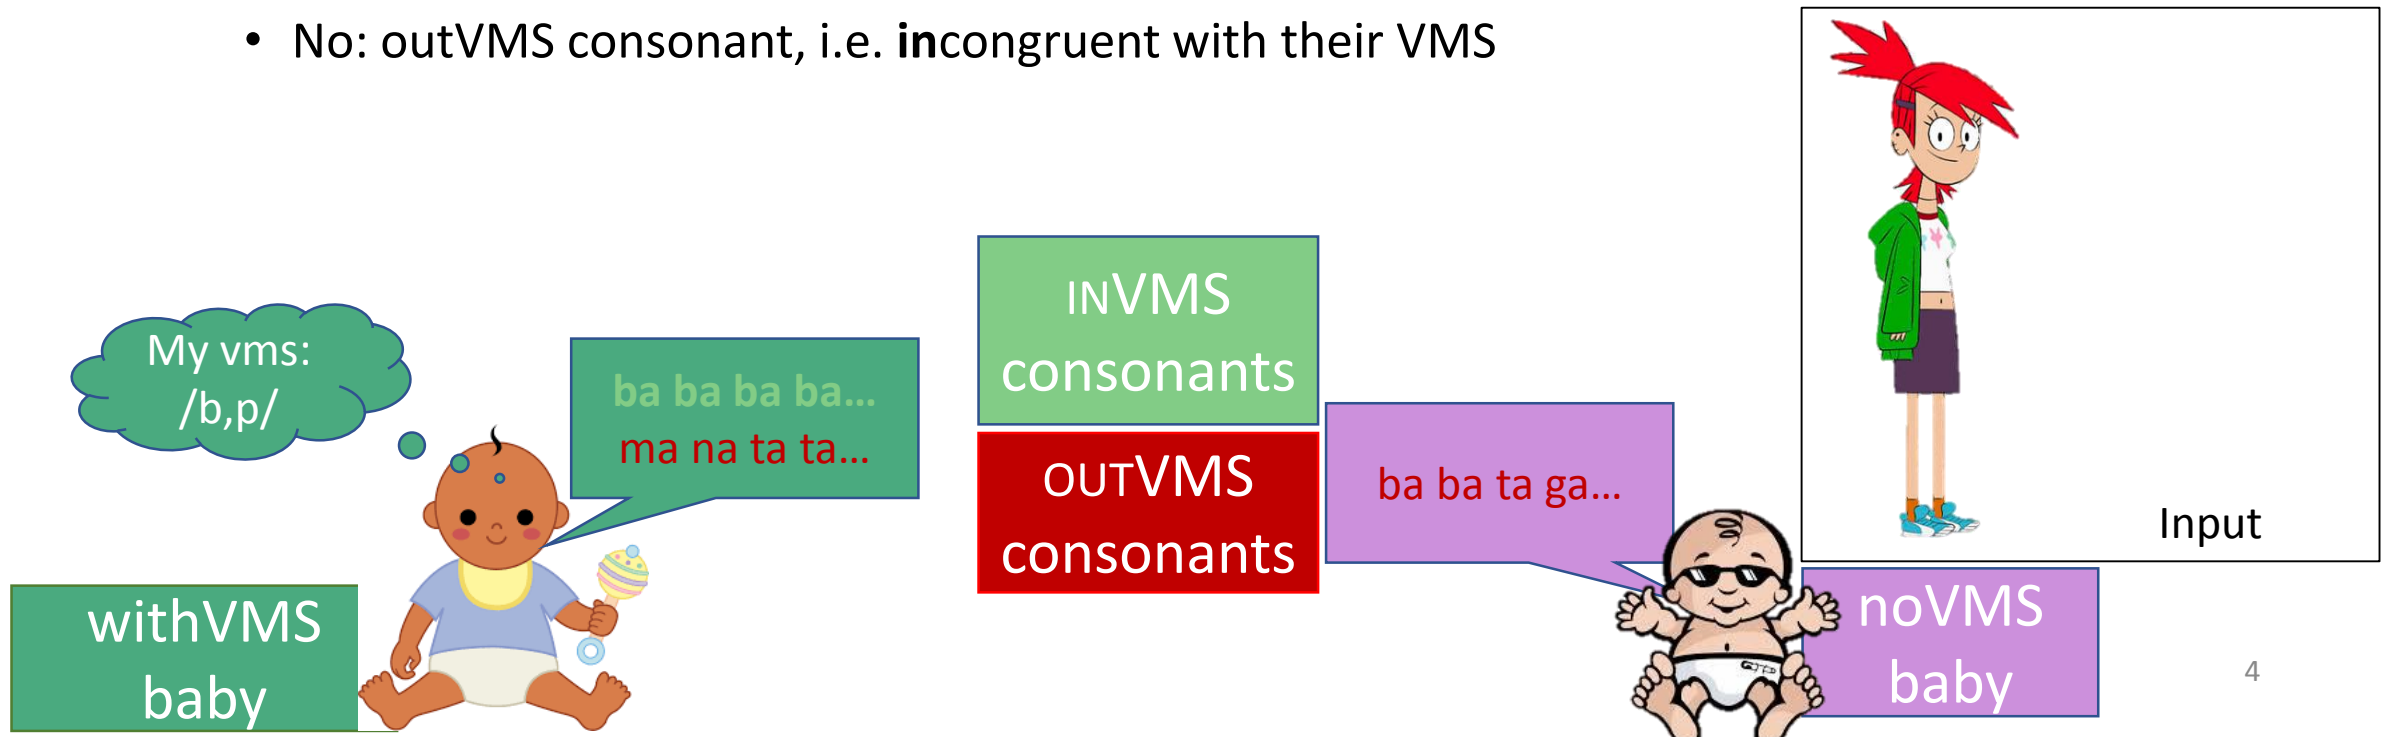 • No: outVMS consonant, i.e. incongruent with their VMS
My vms:
/b,p/
ba ba ba ba...
ma na ta ta...
INVMS
consonants
OUTVMS
consonants
ba ba ta ga...
Input
withVMS
baby
noVMS
baby
4